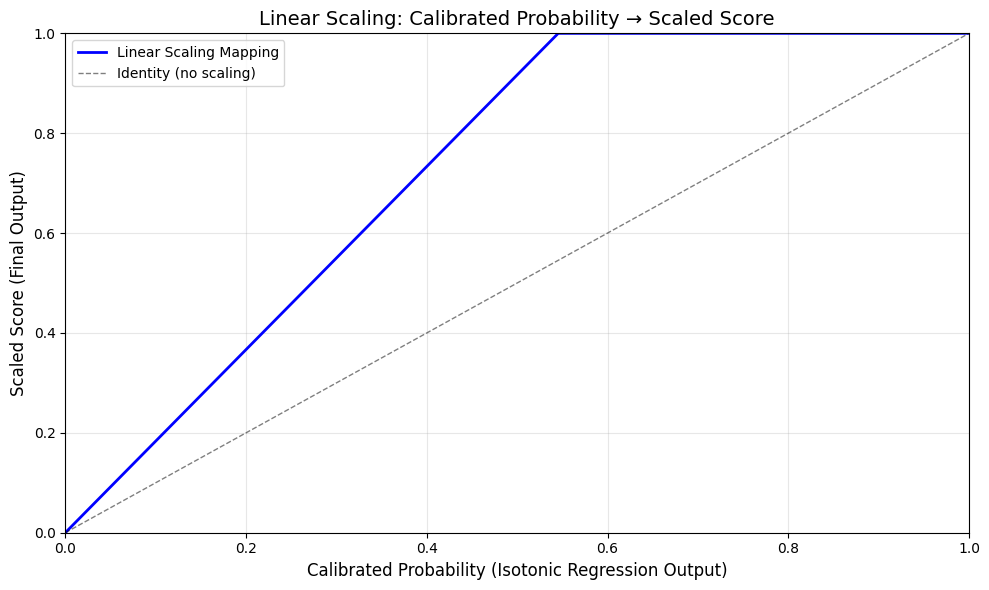 Linear Scaling: Calibrated Probability → Scaled Score
Linear Scaling Mapping
Identity (no scaling)
Scaled Score (Final Output)
1.0
0.8
0.6
0.4
0.2
0.0
0.0 0.2 0.4 0.6 0.8 1.0
Calibrated Probability (Isotonic Regression Output)